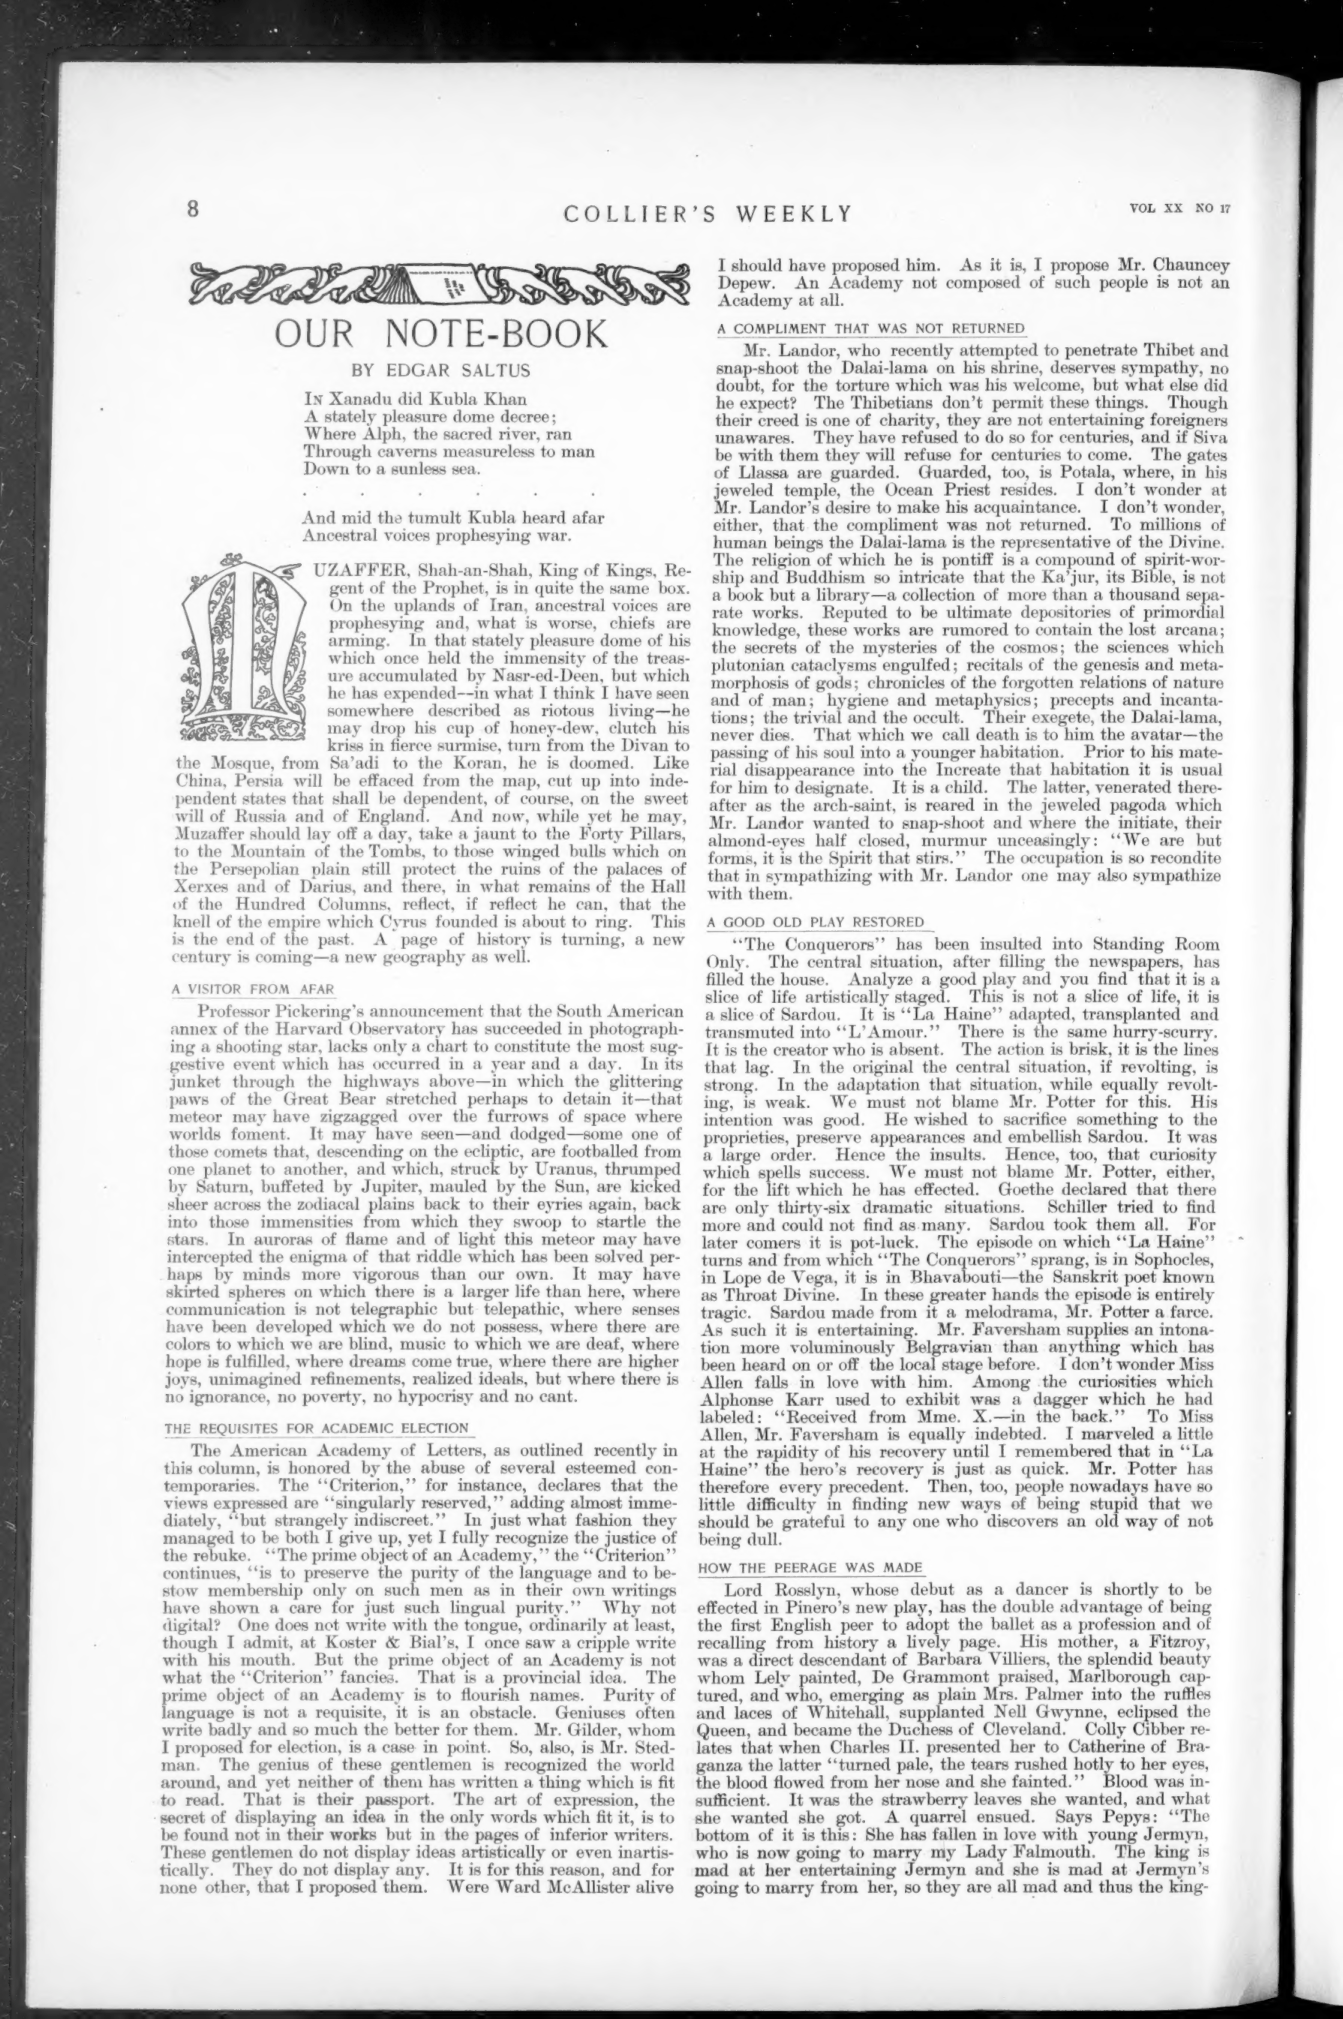 8
COLLIER'S WEEKLY
VOL XX NO 17
OUR NOTE-BOOK
BY EDGAR SALTUS
IN Xanadu did Kubla Khan
A stately pleasure dome decree;
Where Alph, the sacred river, ran
Through caverns measureless to man
Down to a sunless sea.
. . . . . .
And mid the tumult Kubla heard afar
Ancestral voices prophesying war.
MUZAFFER, Shah-an-Shah, King of Kings, Re-
gent of the Prophet, is in quite the same box.
On the uplands of Iran, ancestral voices are
prophesying and, what is worse, chiefs are
arming. In that stately pleasure dome of his
which once held the immensity of the treas-
ure accumulated by Nasr-ed-Deen, but which
he has expended--in what I think I have seen
somewhere described as riotous living—he
may drop his cup of honey-dew, clutch his
kriss in fierce surmise, turn from the Divan to
the Mosque, from Sa'adi to the Koran, he is doomed. Like
China, Persia will be effaced from the map, cut up into inde-
pendent states that shall be dependent, of course, on the sweet
will of Russia and of England. And now, while yet he may,
Muzaffer should lay off a day, take a jaunt to the Forty Pillars,
to the Mountain of the Tombs, to those winged bulls which on
the Persepolian plain still protect the ruins of the palaces of
Xerxes and of Darius, and there, in what remains of the Hall
of the Hundred Columns, reflect, if reflect he can, that the
knell of the empire which Cyrus founded is about to ring. This
is the end of the past. A page of history is turning, a new
century is coming—a new geography as well.
A VISITOR FROM AFAR
Professor Pickering's announcement that the South American
annex of the Harvard Observatory has succeeded in photograph-
ing a shooting star, lacks only a chart to constitute the most sug-
gestive event which has occurred in a year and a day. In its
junket through the highways above—in which the glittering
paws of the Great Bear stretched perhaps to detain it—that
meteor may have zigzagged over the furrows of space where
worlds foment. It may have seen—and dodged—some one of
those comets that, descending on the ecliptic, are footballed from
one planet to another, and which, struck by Uranus, thrumped
by Saturn, buffeted by Jupiter, mauled by the Sun, are kicked
sheer across the zodiacal plains back to their eyries again, back
into those immensities from which they swoop to startle the
stars. In auroras of flame and of light this meteor may have
intercepted the enigma of that riddle which has been solved per-
haps by minds more vigorous than our own. It may have
skirted spheres on which there is a larger life than here, where
communication is not telegraphic but telepathic, where senses
have been developed which we do not possess, where there are
colors to which we are blind, music to which we are deaf, where
hope is fulfilled, where dreams come true, where there are higher
joys, unimagined refinements, realized ideals, but where there is
no ignorance, no poverty, no hypocrisy and no cant.
THE REQUISITES FOR ACADEMIC ELECTION
The American Academy of Letters, as outlined recently in
this column, is honored by the abuse of several esteemed con-
temporaries. The "Criterion," for instance, declares that the
views expressed are "singularly reserved," adding almost imme-
diately, "but strangely indiscreet." In just what fashion they
managed to be both I give up, yet I fully recognize the justice of
the rebuke. "The prime object of an Academy," the "Criterion"
continues, "is to preserve the purity of the language and to be-
stow membership only on such men as in their own writings
have shown a care for just such lingual purity." Why not
digital? One does not write with the tongue, ordinarily at least,
though I admit, at Koster & Bial's, I once saw a cripple write
with his mouth. But the prime object of an Academy is not
what the "Criterion" fancies. That is a provincial idea. The
prime object of an Academy is to flourish names. Purity of
language is not a requisite, it is an obstacle. Geniuses often
write badly and so much the better for them. Mr. Gilder, whom
I proposed for election, is a case in point. So, also, is Mr. Sted-
man. The genius of these gentlemen is recognized the world
around, and yet neither of them has written a thing which is fit
to read. That is their passport. The art of expression, the
secret of displaying an idea in the only words which fit it, is to
be found not in their works but in the pages of inferior writers.
These gentlemen do not display ideas artistically or even inartis-
tically. They do not display any. It is for this reason, and for
none other, that I proposed them. Were Ward McAllister alive
I should have proposed him. As it is, I propose Mr. Chauncey
Depew. An Academy not composed of such people is not an
Academy at all.
A COMPLIMENT THAT WAS NOT RETURNED
Mr. Landor, who recently attempted to penetrate Thibet and
snap-shoot the Dalai-lama on his shrine, deserves sympathy, no
doubt, for the torture which was his welcome, but what else did
he expect? The Thibetians don't permit these things. Though
their creed is one of charity, they are not entertaining foreigners
unawares. They have refused to do so for centuries, and if Siva
be with them they will refuse for centuries to come. The gates
of Llassa are guarded. Guarded, too, is Potala, where, in his
jeweled temple, the Ocean Priest resides. I don't wonder at
Mr. Landor's desire to make his acquaintance. I don't wonder,
either, that the compliment was not returned. To millions of
human beings the Dalai-lama is the representative of the Divine.
The religion of which he is pontiff is a compound of spirit-wor-
ship and Buddhism so intricate that the Ka'jur, its Bible, is not
a book but a library—a collection of more than a thousand sepa-
rate works. Reputed to be ultimate depositories of primordial
knowledge, these works are rumored to contain the lost arcana;
the secrets of the mysteries of the cosmos; the sciences which
plutonian cataclysms engulfed; recitals of the genesis and meta-
morphosis of gods; chronicles of the forgotten relations of nature
and of man; hygiene and metaphysics; precepts and incanta-
tions; the trivial and the occult. Their exegete, the Dalai-lama,
never dies. That which we call death is to him the avatar—the
passing of his soul into a younger habitation. Prior to his mate-
rial disappearance into the Increate that habitation it is usual
for him to designate. It is a child. The latter, venerated there-
after as the arch-saint, is reared in the jeweled pagoda which
Mr. Landor wanted to snap-shoot and where the initiate, their
almond-eyes half closed, murmur unceasingly: "We are but
forms, it is the Spirit that stirs." The occupation is so recondite
that in sympathizing with Mr. Landor one may also sympathize
with them.
A GOOD OLD PLAY RESTORED
"The Conquerors" has been insulted into Standing Room
Only. The central situation, after filling the newspapers, has
filled the house. Analyze a good play and you find that it is a
slice of life artistically staged. This is not a slice of life, it is
a slice of Sardou. It is "La Haine" adapted, transplanted and
transmuted into "L'Amour." There is the same hurry-scurry.
It is the creator who is absent. The action is brisk, it is the lines
that lag. In the original the central situation, if revolting, is
strong. In the adaptation that situation, while equally revolt-
ing, is weak. We must not blame Mr. Potter for this. His
intention was good. He wished to sacrifice something to the
proprieties, preserve appearances and embellish Sardou. It was
a large order. Hence the insults. Hence, too, that curiosity
which spells success. We must not blame Mr. Potter, either,
for the lift which he has effected. Goethe declared that there
are only thirty-six dramatic situations. Schiller tried to find
more and could not find as many. Sardou took them all. For
later comers it is pot-luck. The episode on which "La Haine"
turns and from which "The Conquerors" sprang, is in Sophocles,
in Lope de Vega, it is in Bhavabouti—the Sanskrit poet known
as Throat Divine. In these greater hands the episode is entirely
tragic. Sardou made from it a melodrama, Mr. Potter a farce.
As such it is entertaining. Mr. Faversham supplies an intona-
tion more voluminously Belgravian than anything which has
been heard on or off the local stage before. I don't wonder Miss
Allen falls in love with him. Among the curiosities which
Alphonse Karr used to exhibit was a dagger which he had
labeled: "Received from Mme. X.—in the back." To Miss
Allen, Mr. Faversham is equally indebted. I marveled a little
at the rapidity of his recovery until I remembered that in "La
Haine" the hero's recovery is just as quick. Mr. Potter has
therefore every precedent. Then, too, people nowadays have so
little difficulty in finding new ways of being stupid that we
should be grateful to any one who discovers an old way of not
being dull.
HOW THE PEERAGE WAS MADE
Lord Rosslyn, whose debut as a dancer is shortly to be
effected in Pinero's new play, has the double advantage of being
the first English peer to adopt the ballet as a profession and of
recalling from history a lively page. His mother, a Fitzroy,
was a direct descendant of Barbara Villiers, the splendid beauty
whom Lely painted, De Grammont praised, Marlborough cap-
tured, and who, emerging as plain Mrs. Palmer into the ruffles
and laces of Whitehall, supplanted Nell Gwynne, eclipsed the
Queen, and became the Duchess of Cleveland. Colly Cibber re-
lates that when Charles II. presented her to Catherine of Bra-
ganza the latter "turned pale, the tears rushed hotly to her eyes,
the blood flowed from her nose and she fainted." Blood was in-
sufficient. It was the strawberry leaves she wanted, and what
she wanted she got. A quarrel ensued. Says Pepys: "The
bottom of it is this: She has fallen in love with young Jermyn,
who is now going to marry my Lady Falmouth. The king is
mad at her entertaining Jermyn and she is mad at Jermyn's
going to marry from her, so they are all mad and thus the king-